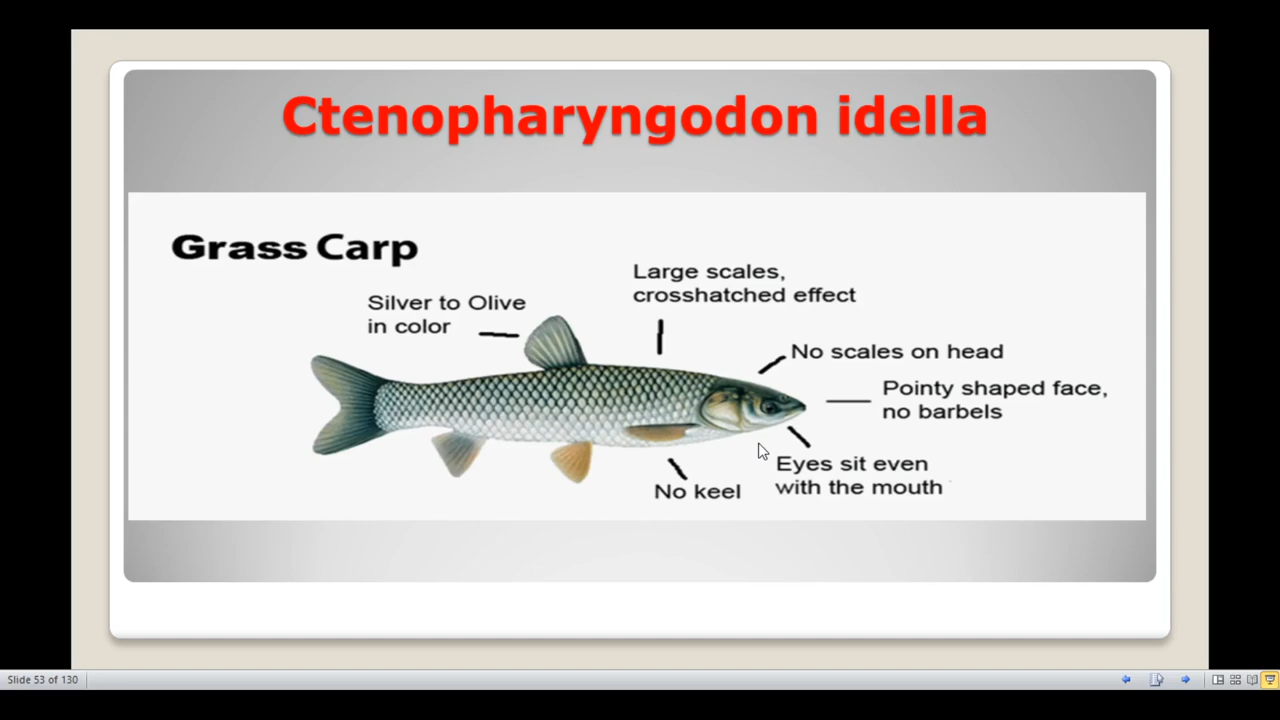 Ctenopharyngodon idella
Grass Carp
Silver to Olive
in color
Large scales,
crosshatched effect
No scales on head
Pointy shaped face,
no barbels
Eyes sit even
with the mouth
No keel
Slide 53 of 130